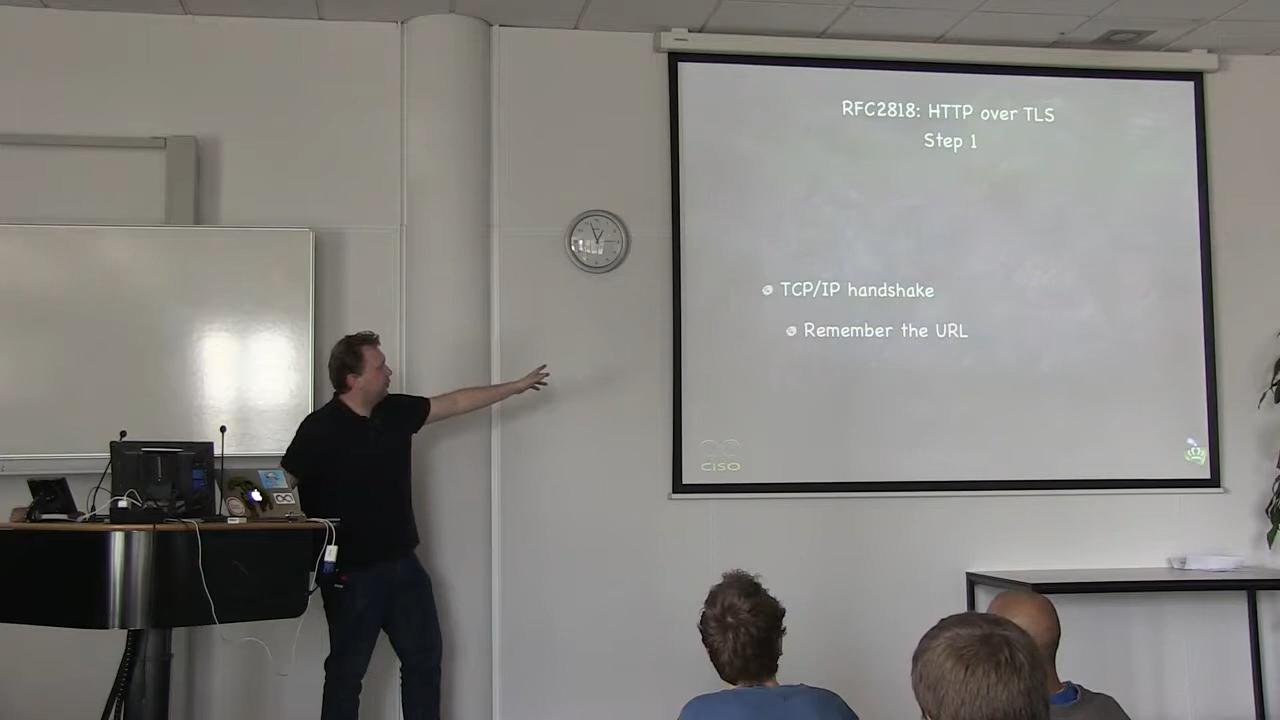 RFC2818: HTTP over TLS
Step 1
TCP/IP handshake
Remember the URL
CISO